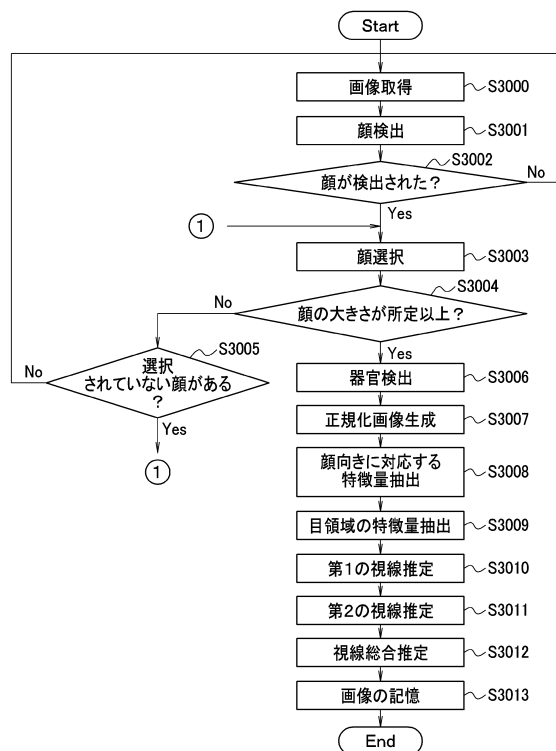 Start
画像取得 S3000
顔検出 S3001
S3002
顔が検出された？ No
Yes
①
顔選択 S3003
S3004
No
顔の大きさが所定以上？
S3005
Yes
選択
No
されていない顔がある
？
器官検出 S3006
Yes
正規化画像生成 S3007
①
顔向きに対応する
特徴量抽出 S3008
目領域の特徴量抽出 S3009
第1の視線推定 S3010
第2の視線推定 S3011
視線総合推定 S3012
画像の記憶 S3013
End